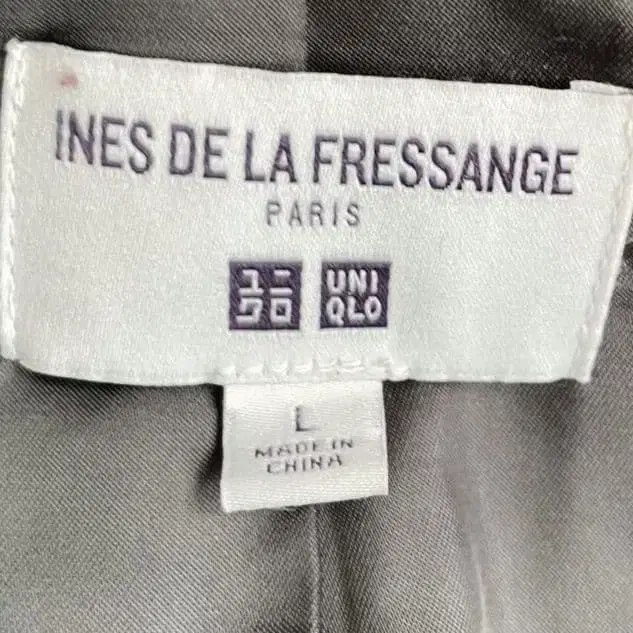 INES DE LA FRESSANGE
PARIS
ユニ UNI
クロ QLO
L
MADE IN
CHINA